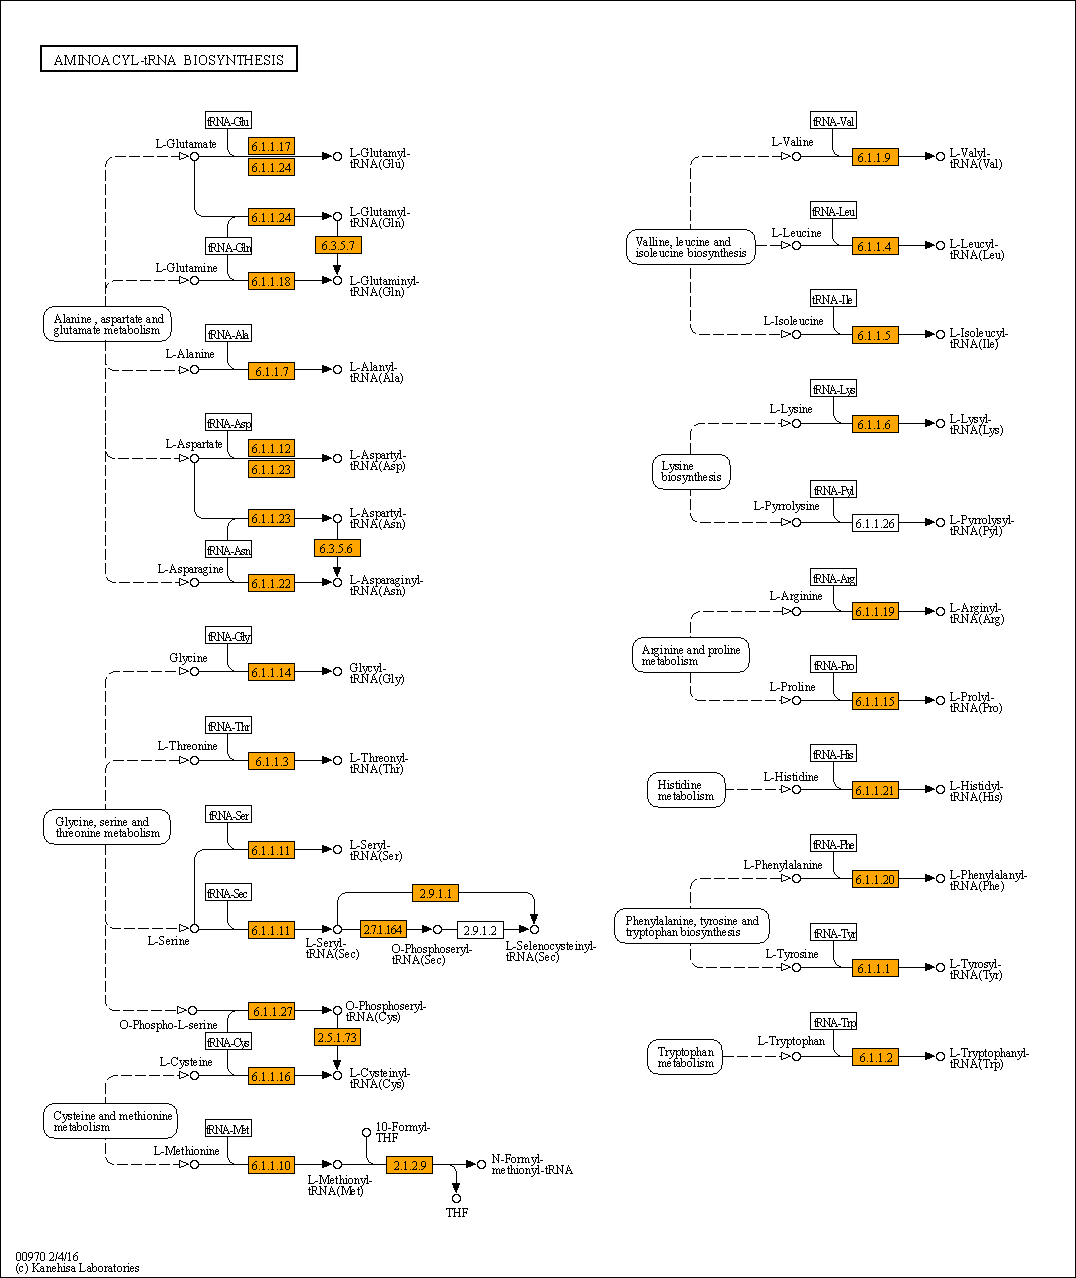 AMINOACYL-tRNA BIOSYNTHESIS
tRNA-Glu
L-Glutamate
6.1.1.17
6.1.1.24
L-Glutamyl-
tRNA(Glu)
6.1.1.24
L-Glutamyl-
tRNA(Gln)
tRNA-Gln
6.3.5.7
L-Glutamine
6.1.1.18
L-Glutaminyl-
tRNA(Gln)
Alanine , aspartate and
glutamate metabolism
tRNA-Ala
L-Alanine
6.1.1.7
L-Alanyl-
tRNA(Ala)
tRNA-Asp
L-Aspartate
6.1.1.12
6.1.1.23
L-Aspartyl-
tRNA(Asp)
6.1.1.23
L-Aspartyl-
tRNA(Asn)
tRNA-Asn
6.3.5.6
L-Asparagine
6.1.1.22
L-Asparaginyl-
tRNA(Asn)
tRNA-Gly
Glycine
6.1.1.14
Glycyl-
tRNA(Gly)
tRNA-Thr
L-Threonine
6.1.1.3
L-Threonyl-
tRNA(Thr)
Glycine, serine and
threonine metabolism
tRNA-Ser
6.1.1.11
L-Seryl-
tRNA(Ser)
tRNA-Sec
L-Serine
6.1.1.11
L-Seryl-
tRNA(Sec)
2.9.1.1
2.7.1.164
O-Phosphoseryl-
tRNA(Sec)
2.9.1.2
L-Selenocysteinyl-
tRNA(Sec)
O-Phospho-L-serine
6.1.1.27
O-Phosphoseryl-
tRNA(Cys)
tRNA-Cys
2.5.1.73
L-Cysteine
6.1.1.16
L-Cysteinyl-
tRNA(Cys)
Cysteine and methionine
metabolism
tRNA-Met
L-Methionine
6.1.1.10
L-Methionyl-
tRNA(Met)
10-Formyl-
THF
2.1.2.9
N-Formyl-
methionyl-tRNA
THF
tRNA-Val
L-Valine
6.1.1.9
L-Valyl-
tRNA(Val)
tRNA-Leu
L-Leucine
6.1.1.4
L-Leucyl-
tRNA(Leu)
Valline, leucine and
isoleucine biosynthesis
tRNA-Ile
L-Isoleucine
6.1.1.5
L-Isoleucyl-
tRNA(Ile)
tRNA-Lys
L-Lysine
6.1.1.6
L-Lysyl-
tRNA(Lys)
Lysine
biosynthesis
tRNA-Pyl
L-Pyrrolysine
6.1.1.26
L-Pyrrolysyl-
tRNA(Pyl)
tRNA-Arg
L-Arginine
6.1.1.19
L-Arginyl-
tRNA(Arg)
Arginine and proline
metabolism
tRNA-Pro
L-Proline
6.1.1.15
L-Prolyl-
tRNA(Pro)
tRNA-His
Histidine
metabolism
L-Histidine
6.1.1.21
L-Histidyl-
tRNA(His)
tRNA-Phe
L-Phenylalanine
6.1.1.20
L-Phenylalanyl-
tRNA(Phe)
Phenylalanine, tyrosine and
tryptophan biosynthesis
tRNA-Tyr
L-Tyrosine
6.1.1.1
L-Tyrosyl-
tRNA(Tyr)
tRNA-Trp
Tryptophan
metabolism
L-Tryptophan
6.1.1.2
L-Tryptophanyl-
tRNA(Trp)
00970 2/4/16
(c) Kanehisa Laboratories